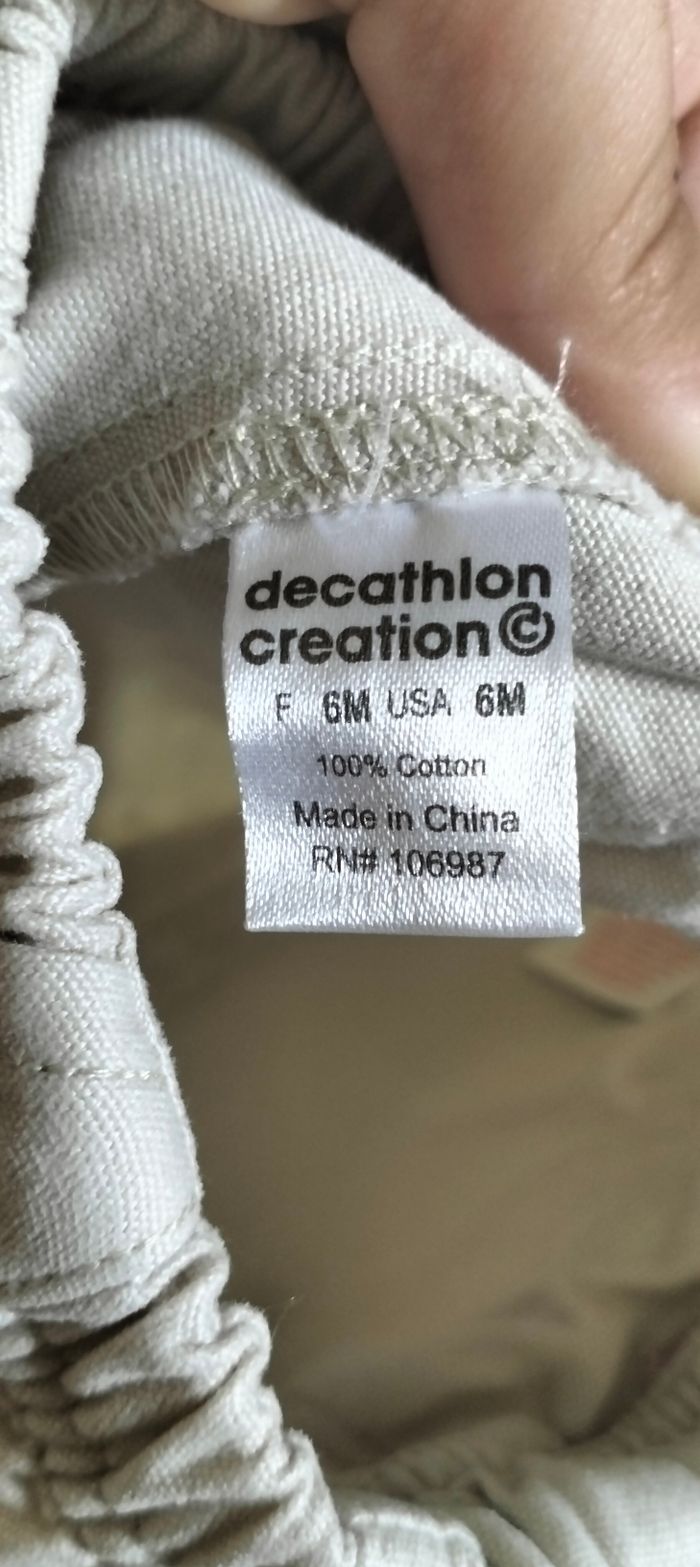 decathlon
creation©
F 6M USA 6M
100% Cotton
Made in China
RN# 106987